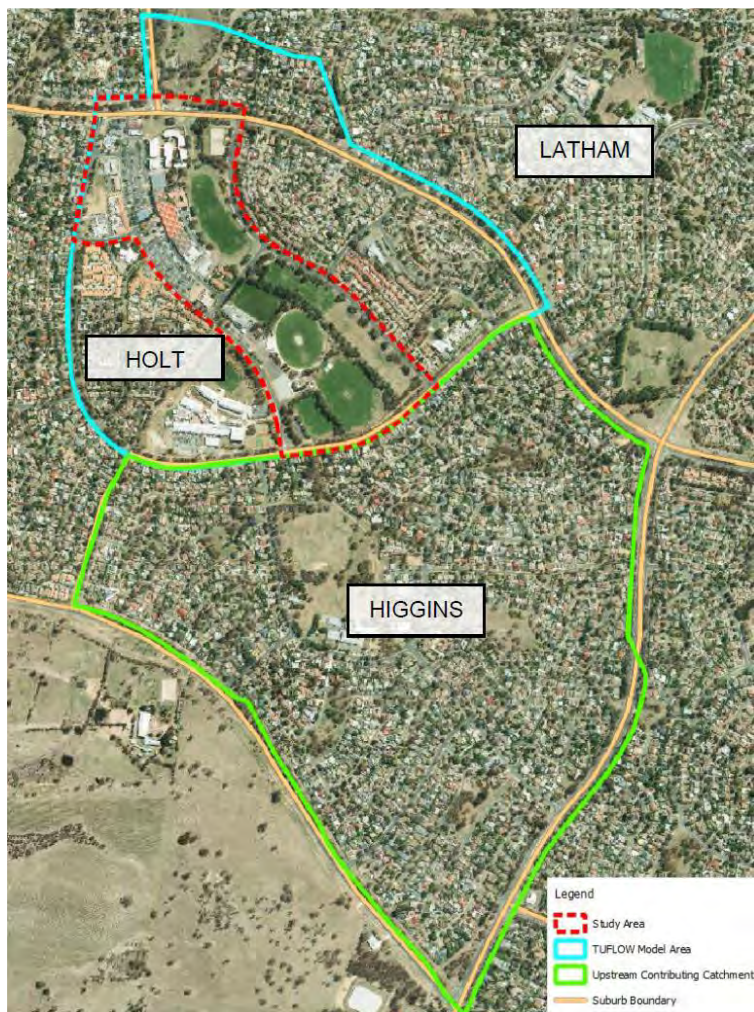 LATHAM
HOLT
HIGGINS
Legend
Study Area
TUFLOW Model Area
Upstream Contributing Catchment
Suburb Boundary